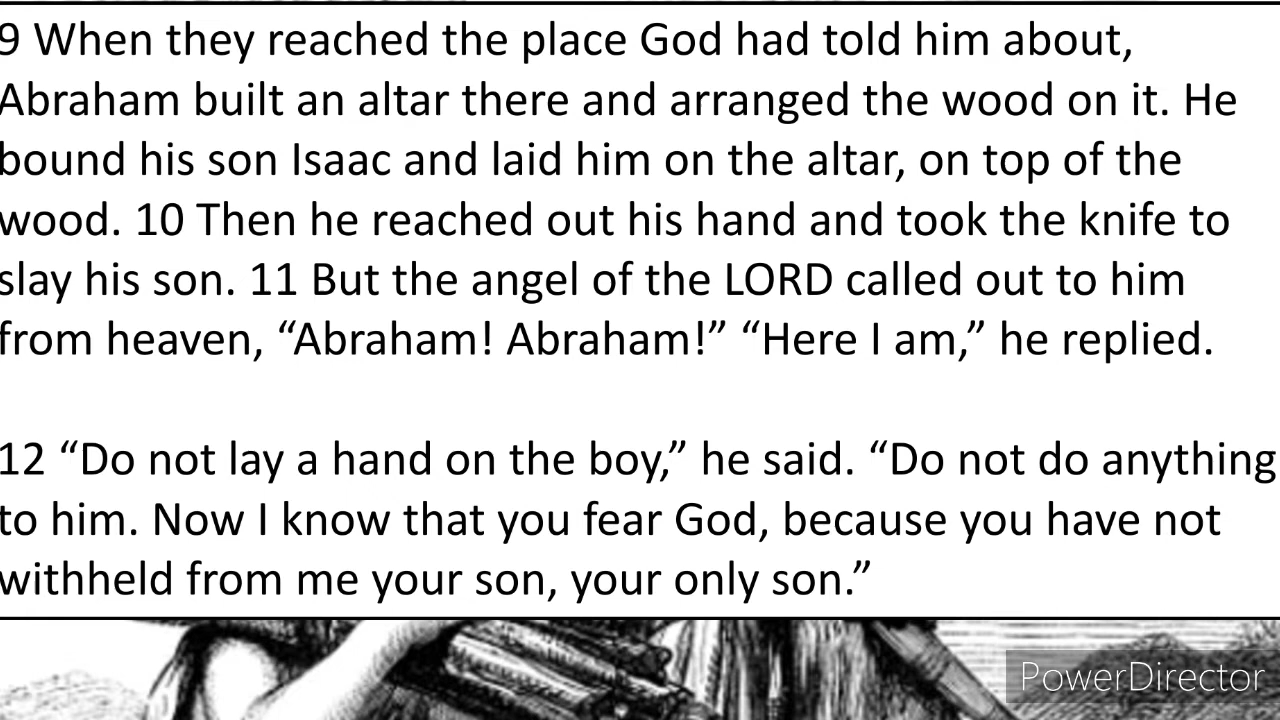 9 When they reached the place God had told him about,
Abraham built an altar there and arranged the wood on it. He
bound his son Isaac and laid him on the altar, on top of the
wood. 10 Then he reached out his hand and took the knife to
slay his son. 11 But the angel of the LORD called out to him
from heaven, “Abraham! Abraham!” “Here I am,” he replied.
12 “Do not lay a hand on the boy,” he said. “Do not do anything
to him. Now I know that you fear God, because you have not
withheld from me your son, your only son.”
PowerDirector